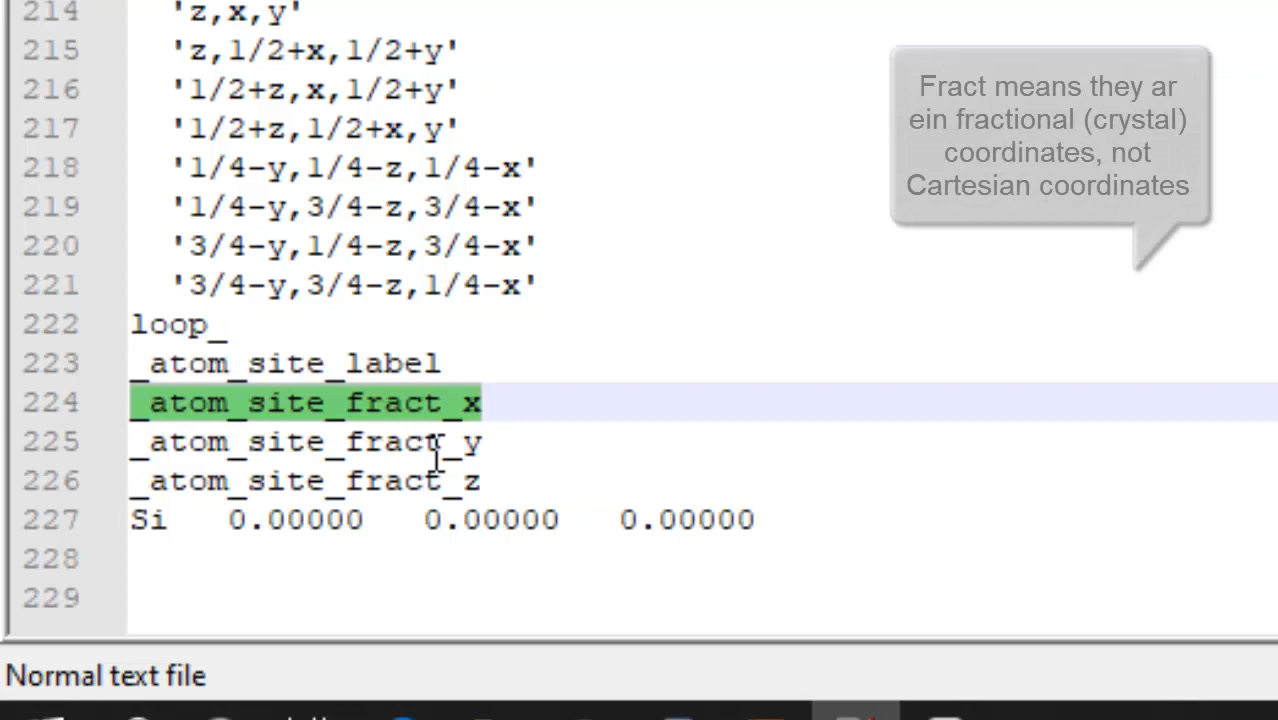 214 'z,x,y'
215 'z,1/2+x,1/2+y'
216 '1/2+z,x,1/2+y'
217 '1/2+z,1/2+x,y'
218 '1/4-y,1/4-z,1/4-x'
219 '1/4-y,3/4-z,3/4-x'
220 '3/4-y,1/4-z,3/4-x'
221 '3/4-y,3/4-z,1/4-x'
222 loop_
223 _atom_site_label
224 _atom_site_fract_x
225 _atom_site_fract_y
226 _atom_site_fract_z
227 Si 0.00000 0.00000 0.00000
228
229
Fract means they ar
ein fractional (crystal)
coordinates, not
Cartesian coordinates
Normal text file